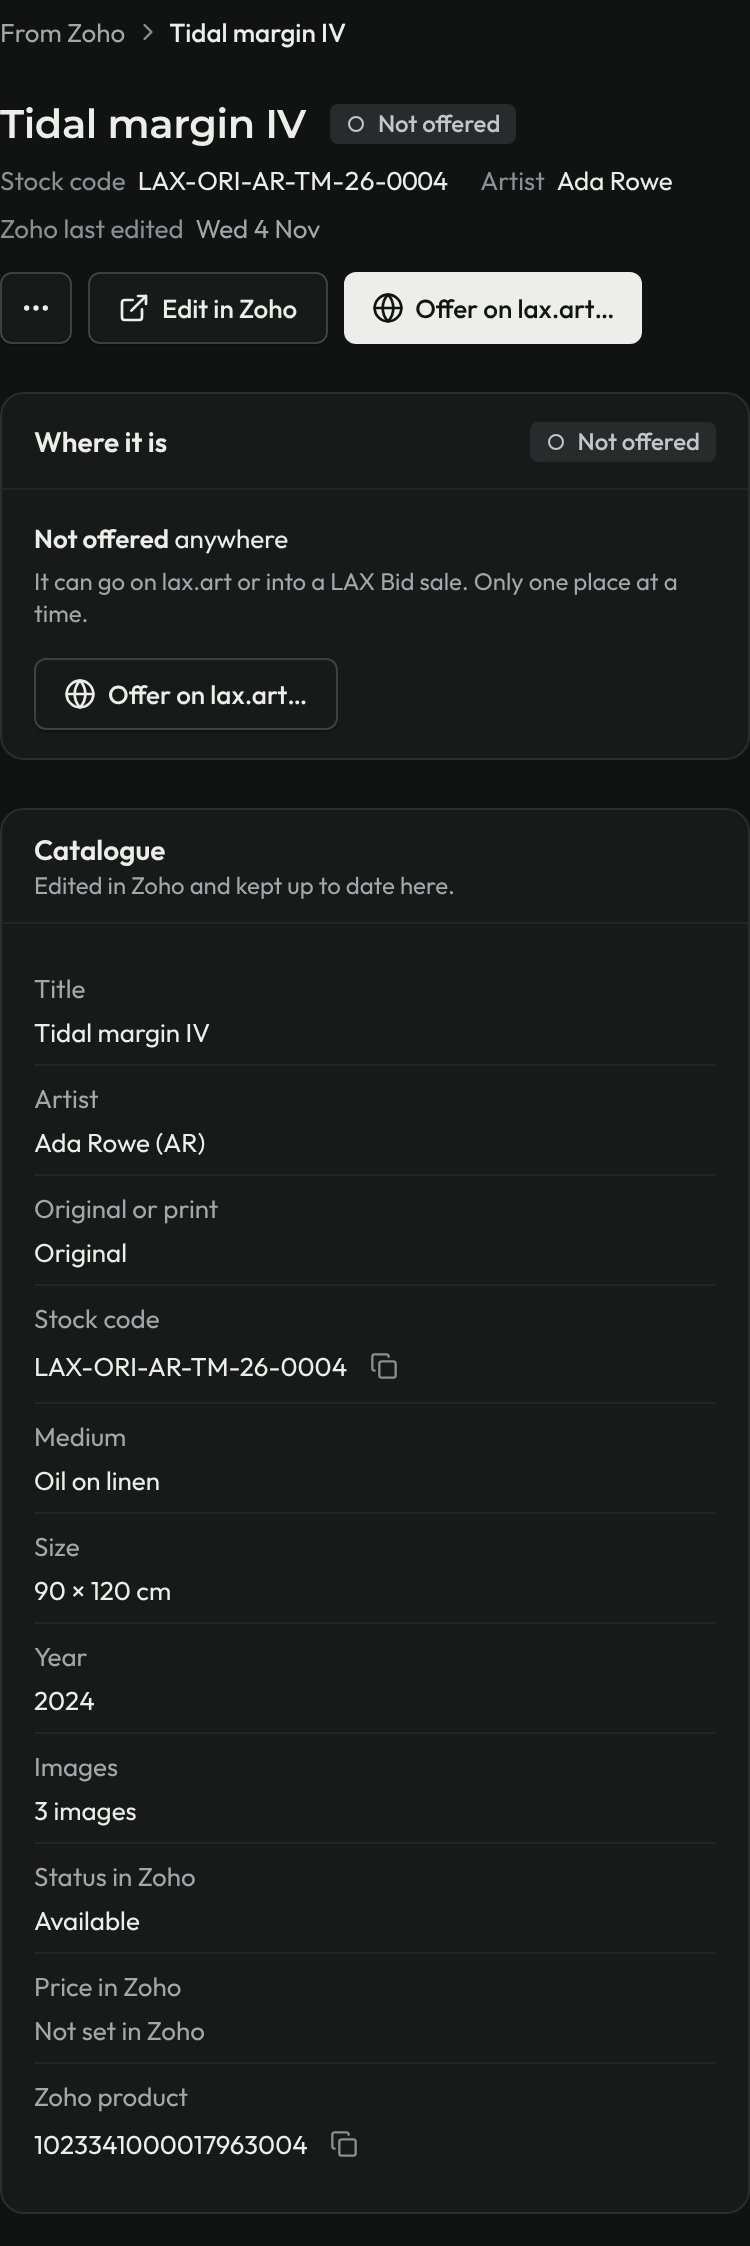 From Zoho > Tidal margin IV
Tidal margin IV Not offered
Stock code LAX-ORI-AR-TM-26-0004 Artist Ada Rowe
Zoho last edited Wed 4 Nov
... Edit in Zoho Offer on lax.art...
Where it is Not offered
Not offered anywhere
It can go on lax.art or into a LAX Bid sale. Only one place at a
time.
Offer on lax.art...
Catalogue
Edited in Zoho and kept up to date here.
Title
Tidal margin IV
Artist
Ada Rowe (AR)
Original or print
Original
Stock code
LAX-ORI-AR-TM-26-0004
Medium
Oil on linen
Size
90 × 120 cm
Year
2024
Images
3 images
Status in Zoho
Available
Price in Zoho
Not set in Zoho
Zoho product
1023341000017963004